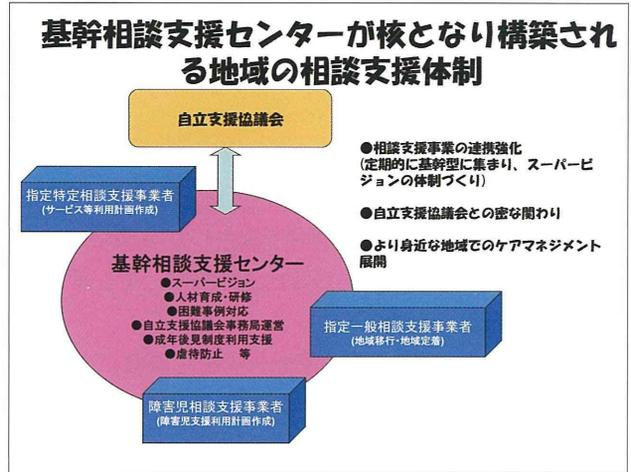 基幹相談支援センターが核となり構築され
る地域の相談支援体制
自立支援協議会
●相談支援事業の連携強化
(定期的に基幹型に集まり、スーパービ
ジョンの体制づくり)
●自立支援協議会との密な関わり
●より身近な地域でのケアマネジメント
展開
指定特定相談支援事業者
(サービス等利用計画作成)
基幹相談支援センター
●スーパービジョン
●人材育成・研修
●困難事例対応
●自立支援協議会事務局運営
●成年後見制度利用支援
●虐待防止 等
指定一般相談支援事業者
(地域移行・地域定着)
障害児相談支援事業者
(障害児支援利用計画作成)